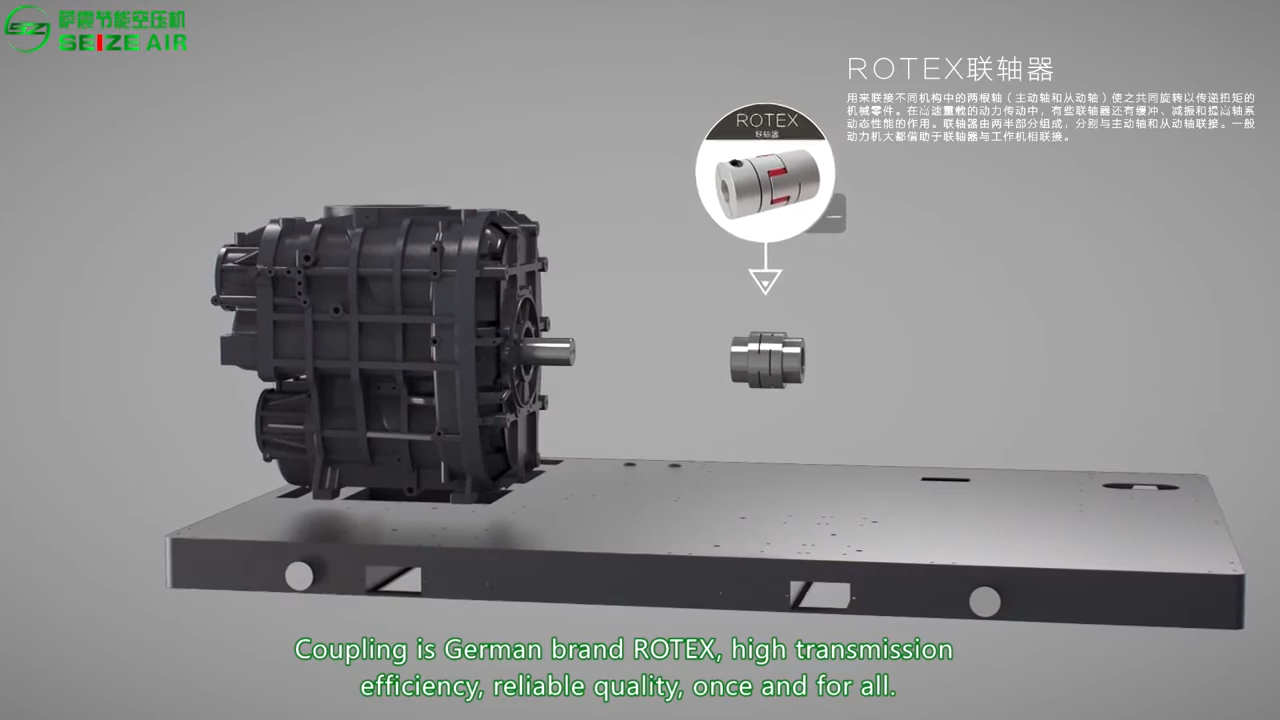 萨震节能空压机
SEIZE AIR
ROTEX联轴器
用来联接不同机构中的两根轴（主动轴和从动轴）使之共同旋转以传递扭矩的
机械零件。在高速重载的动力传动中，有些联轴器还有缓冲、减振和提高轴系
动态性能的作用。联轴器由两半部分组成，分别与主动轴和从动轴联接。一般
动力机大都借助于联轴器与工作机相联接。
ROTEX
联轴器
Coupling is German brand ROTEX, high transmission
efficiency, reliable quality, once and for all.